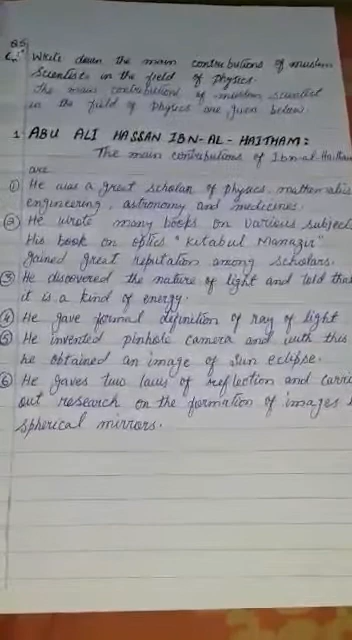 Q5
Write down the main contributions of muslim
scientists in the field of physics.
The main contributions of muslim scientist
in the field of physics are given below.
1 ABU ALI HASSAN IBN-AL-HAITHAM:
The main contributions of Ibn-al-Haitham
are
① He was a great scholar of physics, mathematics
engineering, astronomy and medicines.
② He wrote many books on various subject
His book on optics "Kitabul Manazir"
gained great reputation among scholars.
③ He discovered the nature of light and told that
it is a kind of energy.
④ He gave formal definition of ray of light
⑤ He invented pinhole camera and with this
he obtained an image of Sun eclipse.
⑥ He gaves two laws of reflection and carri
out research on the formation of images
spherical mirrors.